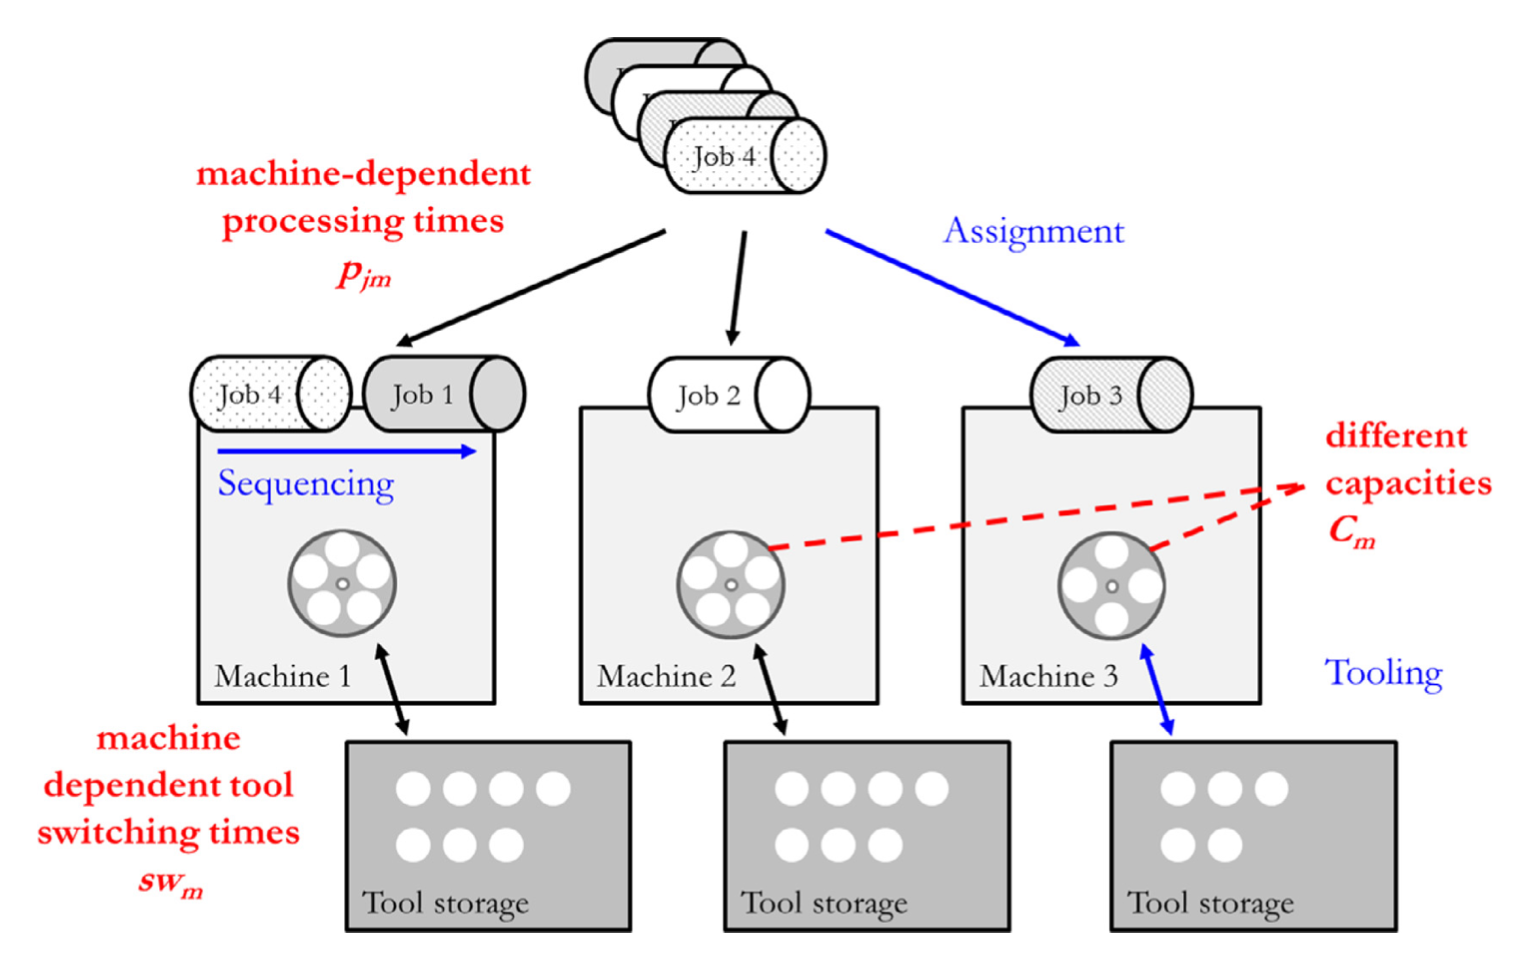 Job 4
machine-dependent
processing times
p_jm
Assignment
Job 4
Job 1
Job 2
Job 3
Sequencing
different
capacities
C_m
Machine 1
Machine 2
Machine 3
Tooling
machine
dependent tool
switching times
sw_m
Tool storage
Tool storage
Tool storage